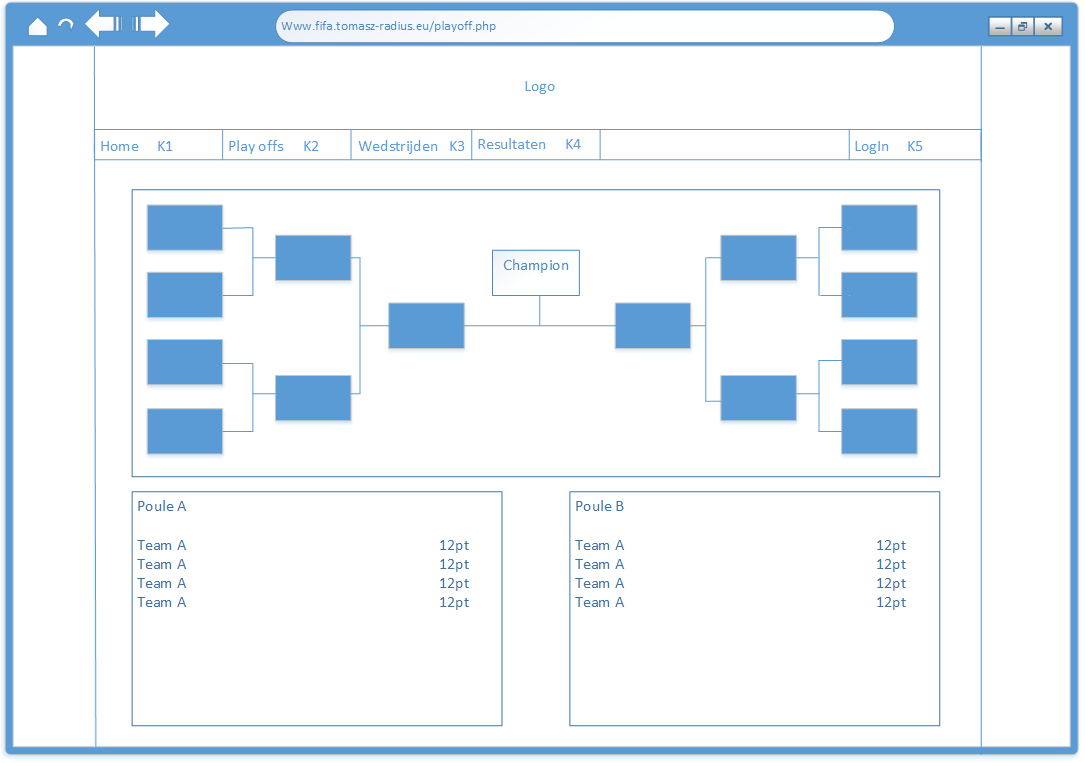 Www.fifa.tomasz-radius.eu/playoff.php
Logo
Home K1 Play offs K2 Wedstrijden K3 Resultaten K4 LogIn K5
Champion
Poule A
Team A 12pt
Team A 12pt
Team A 12pt
Team A 12pt
Poule B
Team A 12pt
Team A 12pt
Team A 12pt
Team A 12pt